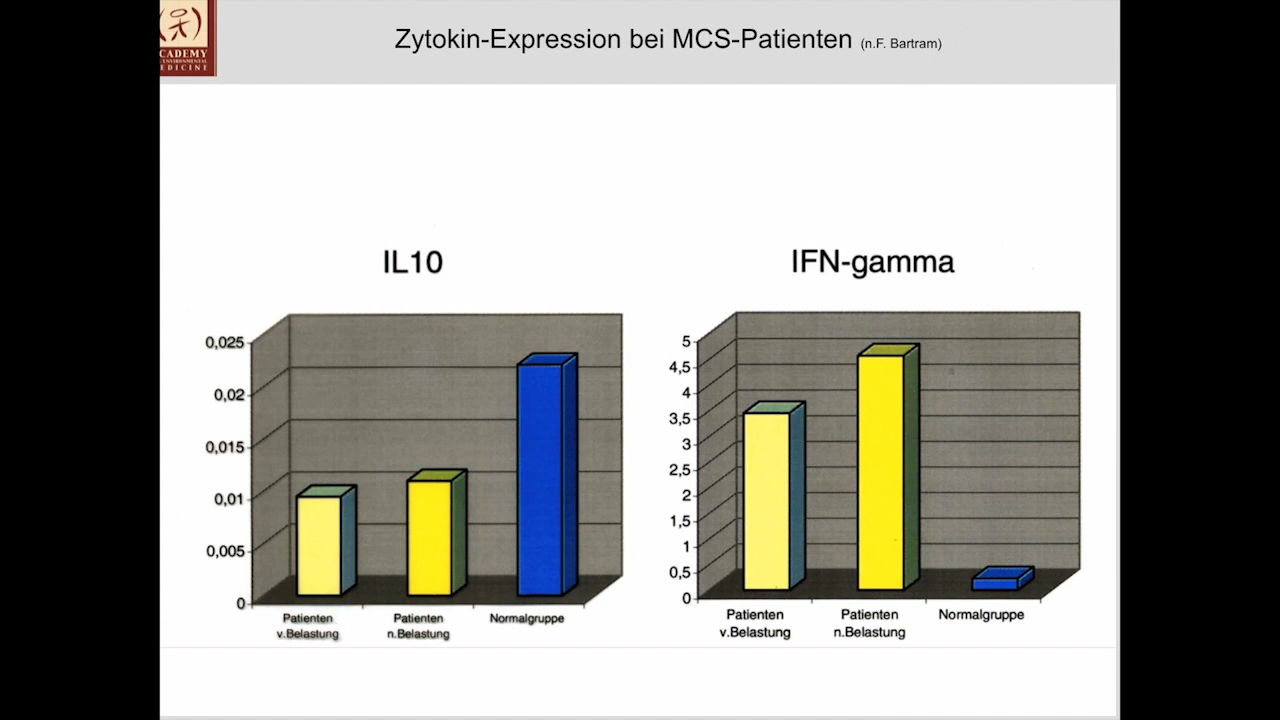 CADEMY
ENVIRONMENTAL
EDICINE
Zytokin-Expression bei MCS-Patienten (n.F. Bartram)
IL10
0,025
0,02
0,015
0,01
0,005
0
Patienten
v.Belastung
Patienten
n.Belastung
Normalgruppe
IFN-gamma
5
4,5
4
3,5
3
2,5
2
1,5
1
0,5
0
Patienten
v.Belastung
Patienten
n.Belastung
Normalgruppe